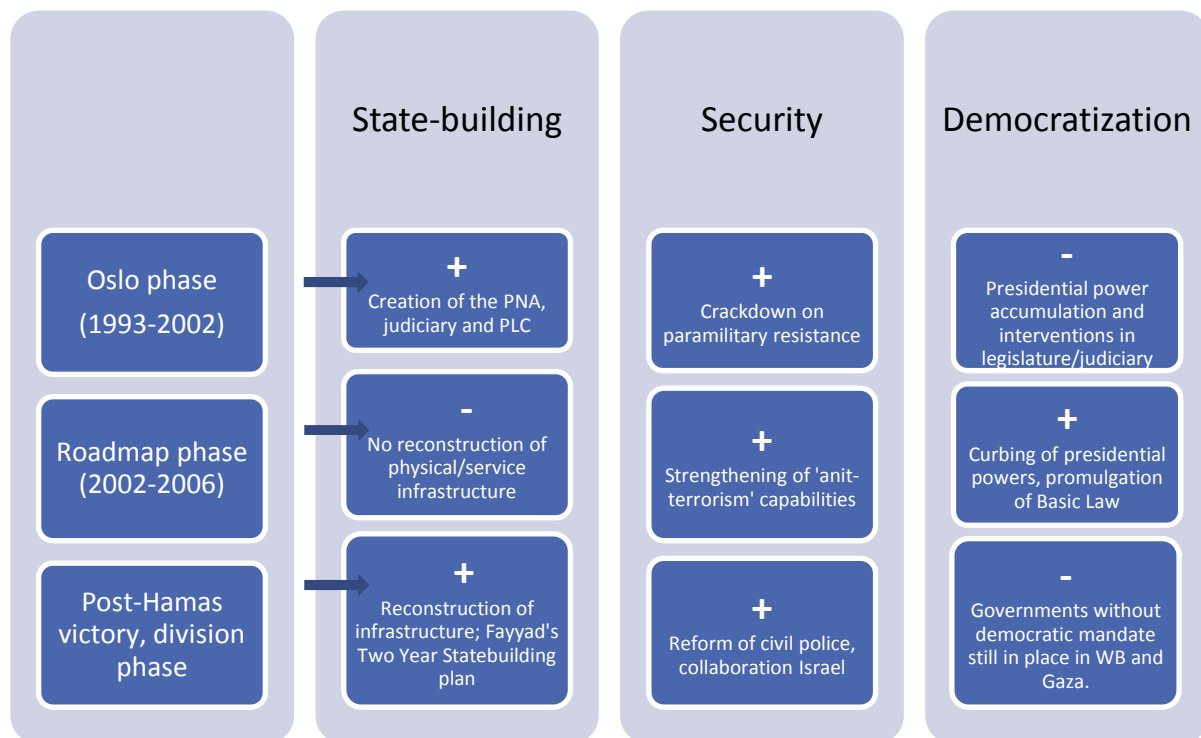 State-building
Security
Democratization
Oslo phase
(1993-2002)
+
Creation of the PNA,
judiciary and PLC
+
Crackdown on
paramilitary resistance
-
Presidential power
accumulation and
interventions in
legislature/judiciary
Roadmap phase
(2002-2006)
-
No reconstruction of
physical/service
infrastructure
+
Strengthening of 'anit-
terrorism' capabilities
+
Curbing of presidential
powers, promulgation
of Basic Law
Post-Hamas
victory, division
phase
+
Reconstruction of
infrastructure; Fayyad's
Two Year Statebuilding
plan
+
Reform of civil police,
collaboration Israel
-
Governments without
democratic mandate
still in place in WB and
Gaza.